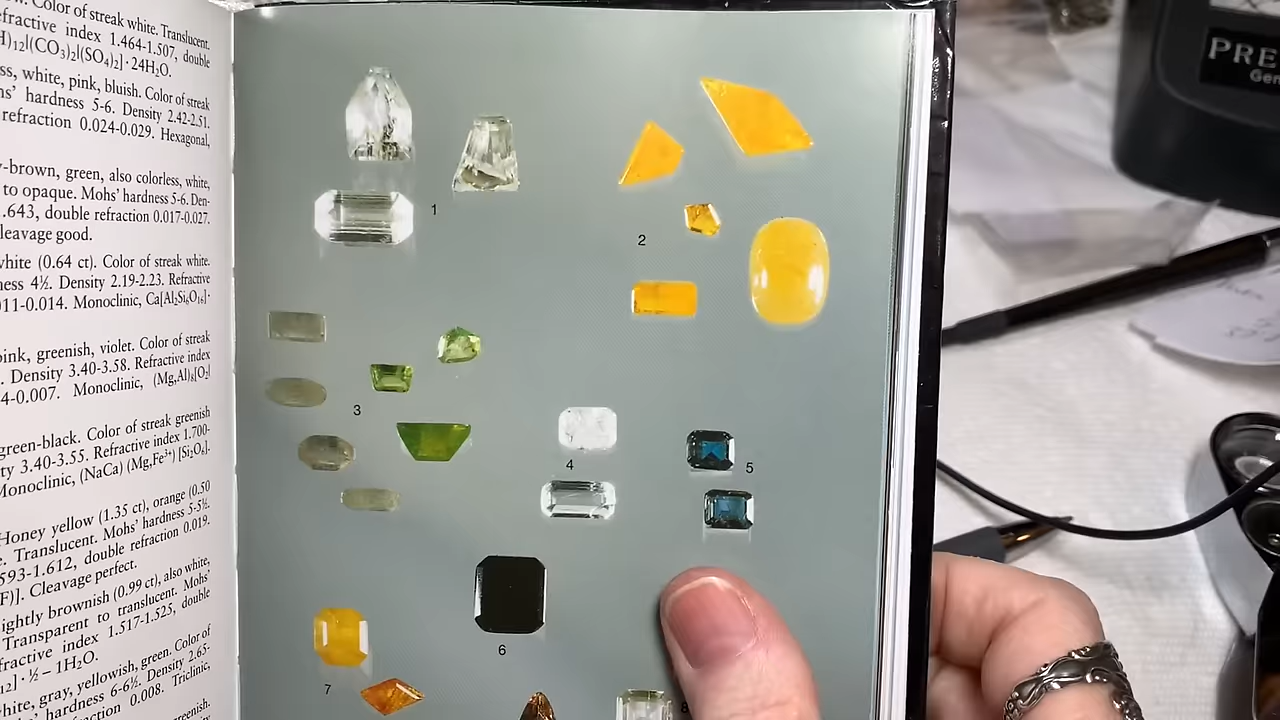 Color of streak white. Translucent.
refractive index 1.464-1.507, double
H)₁₂|(CO₃)₂|(SO₄)₂]·24H₂O.
ss, white, pink, bluish. Color of streak
hs' hardness 5-6. Density 2.42-2.51.
refraction 0.024-0.029. Hexagonal,
-brown, green, also colorless, white,
to opaque. Mohs' hardness 5-6. Den-
.643, double refraction 0.017-0.027.
leavage good.
white (0.64 ct). Color of streak white.
ness 4½. Density 2.19-2.23. Refractive
011-0.014. Monoclinic, Ca[Al₂Si₄O₁₆]·
pink, greenish, violet. Color of streak
. Density 3.40-3.58. Refractive index
4-0.007. Monoclinic, (Mg,Al)₈[O₂|
green-black. Color of streak greenish
ty 3.40-3.55. Refractive index 1.700-
Monoclinic, (NaCa) (Mg,Fe³⁺) [Si₂O₆].
Honey yellow (1.35 ct), orange (0.50
e. Translucent. Mohs' hardness 5-5½.
593-1.612, double refraction 0.019.
F)]. Cleavage perfect.
ightly brownish (0.99 ct), also white,
Transparent to translucent. Mohs'
fractive index 1.517-1.525, double
₁₂]·½–1H₂O.
hite, gray, yellowish, green. Color of
' hardness 6-6½. Density 2.65-
fraction 0.008. Triclinic,
greenish.
1
2
3
4
5
6
7
8
PRE
Gem